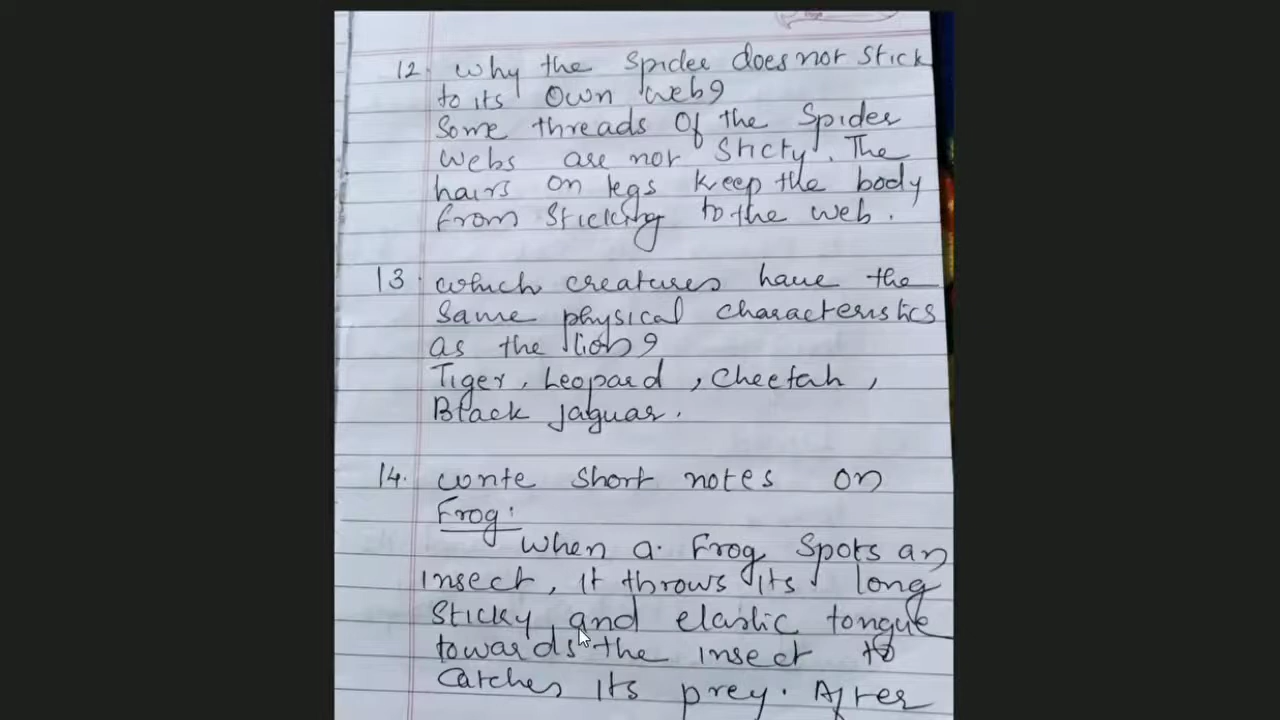 12. Why the Spider does not Stick
to its own web?
Some threads of the Spider
Webs are not Sticty. The
hairs on legs keep the body
from sticking to the web.
13. which creatures have the
Same physical characteristics
as the lion?
Tiger, Leopard, Cheetah,
Black jaguar.
14. write short notes on
Frog:
When a Frog Spots an
insect, it throws its long
Sticky and elastic tongue
towards the insect to
Catches its prey. After